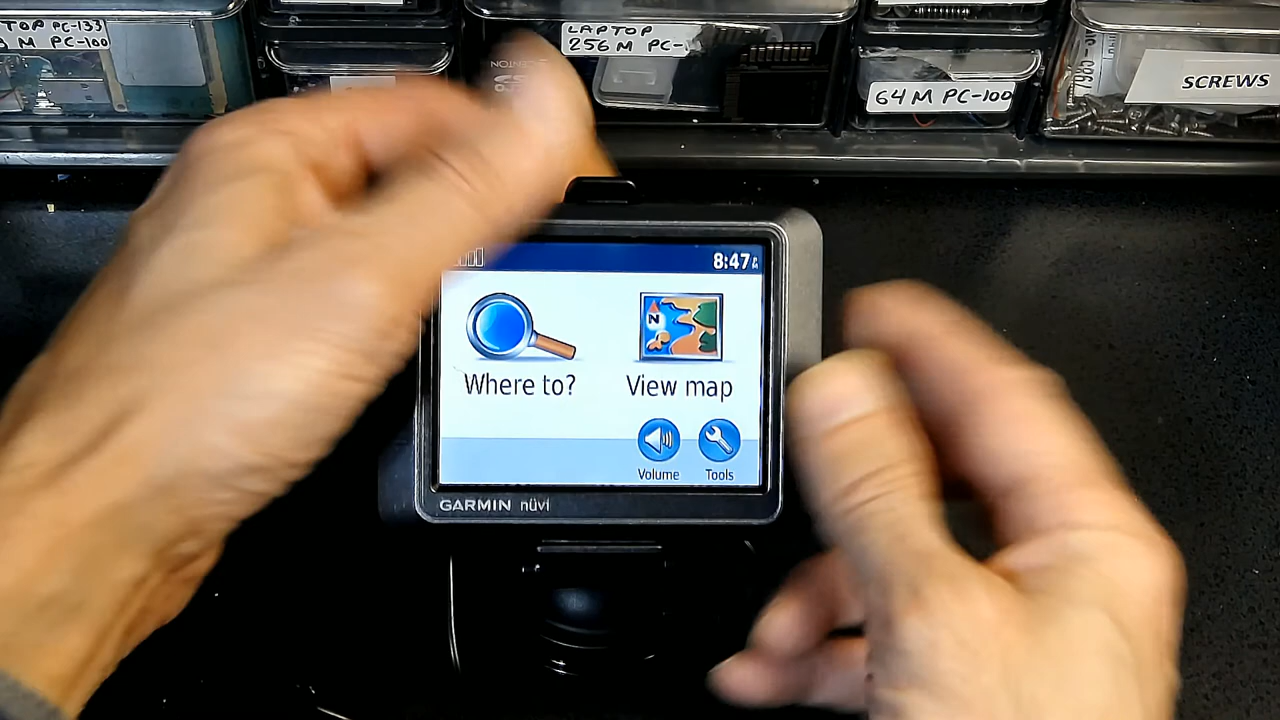 TOP PC-133
M PC-100
LAPTOP
256 M PC-
64 M PC-100
SCREWS
8:47
N
Where to?
View map
Volume
Tools
GARMIN nüvi